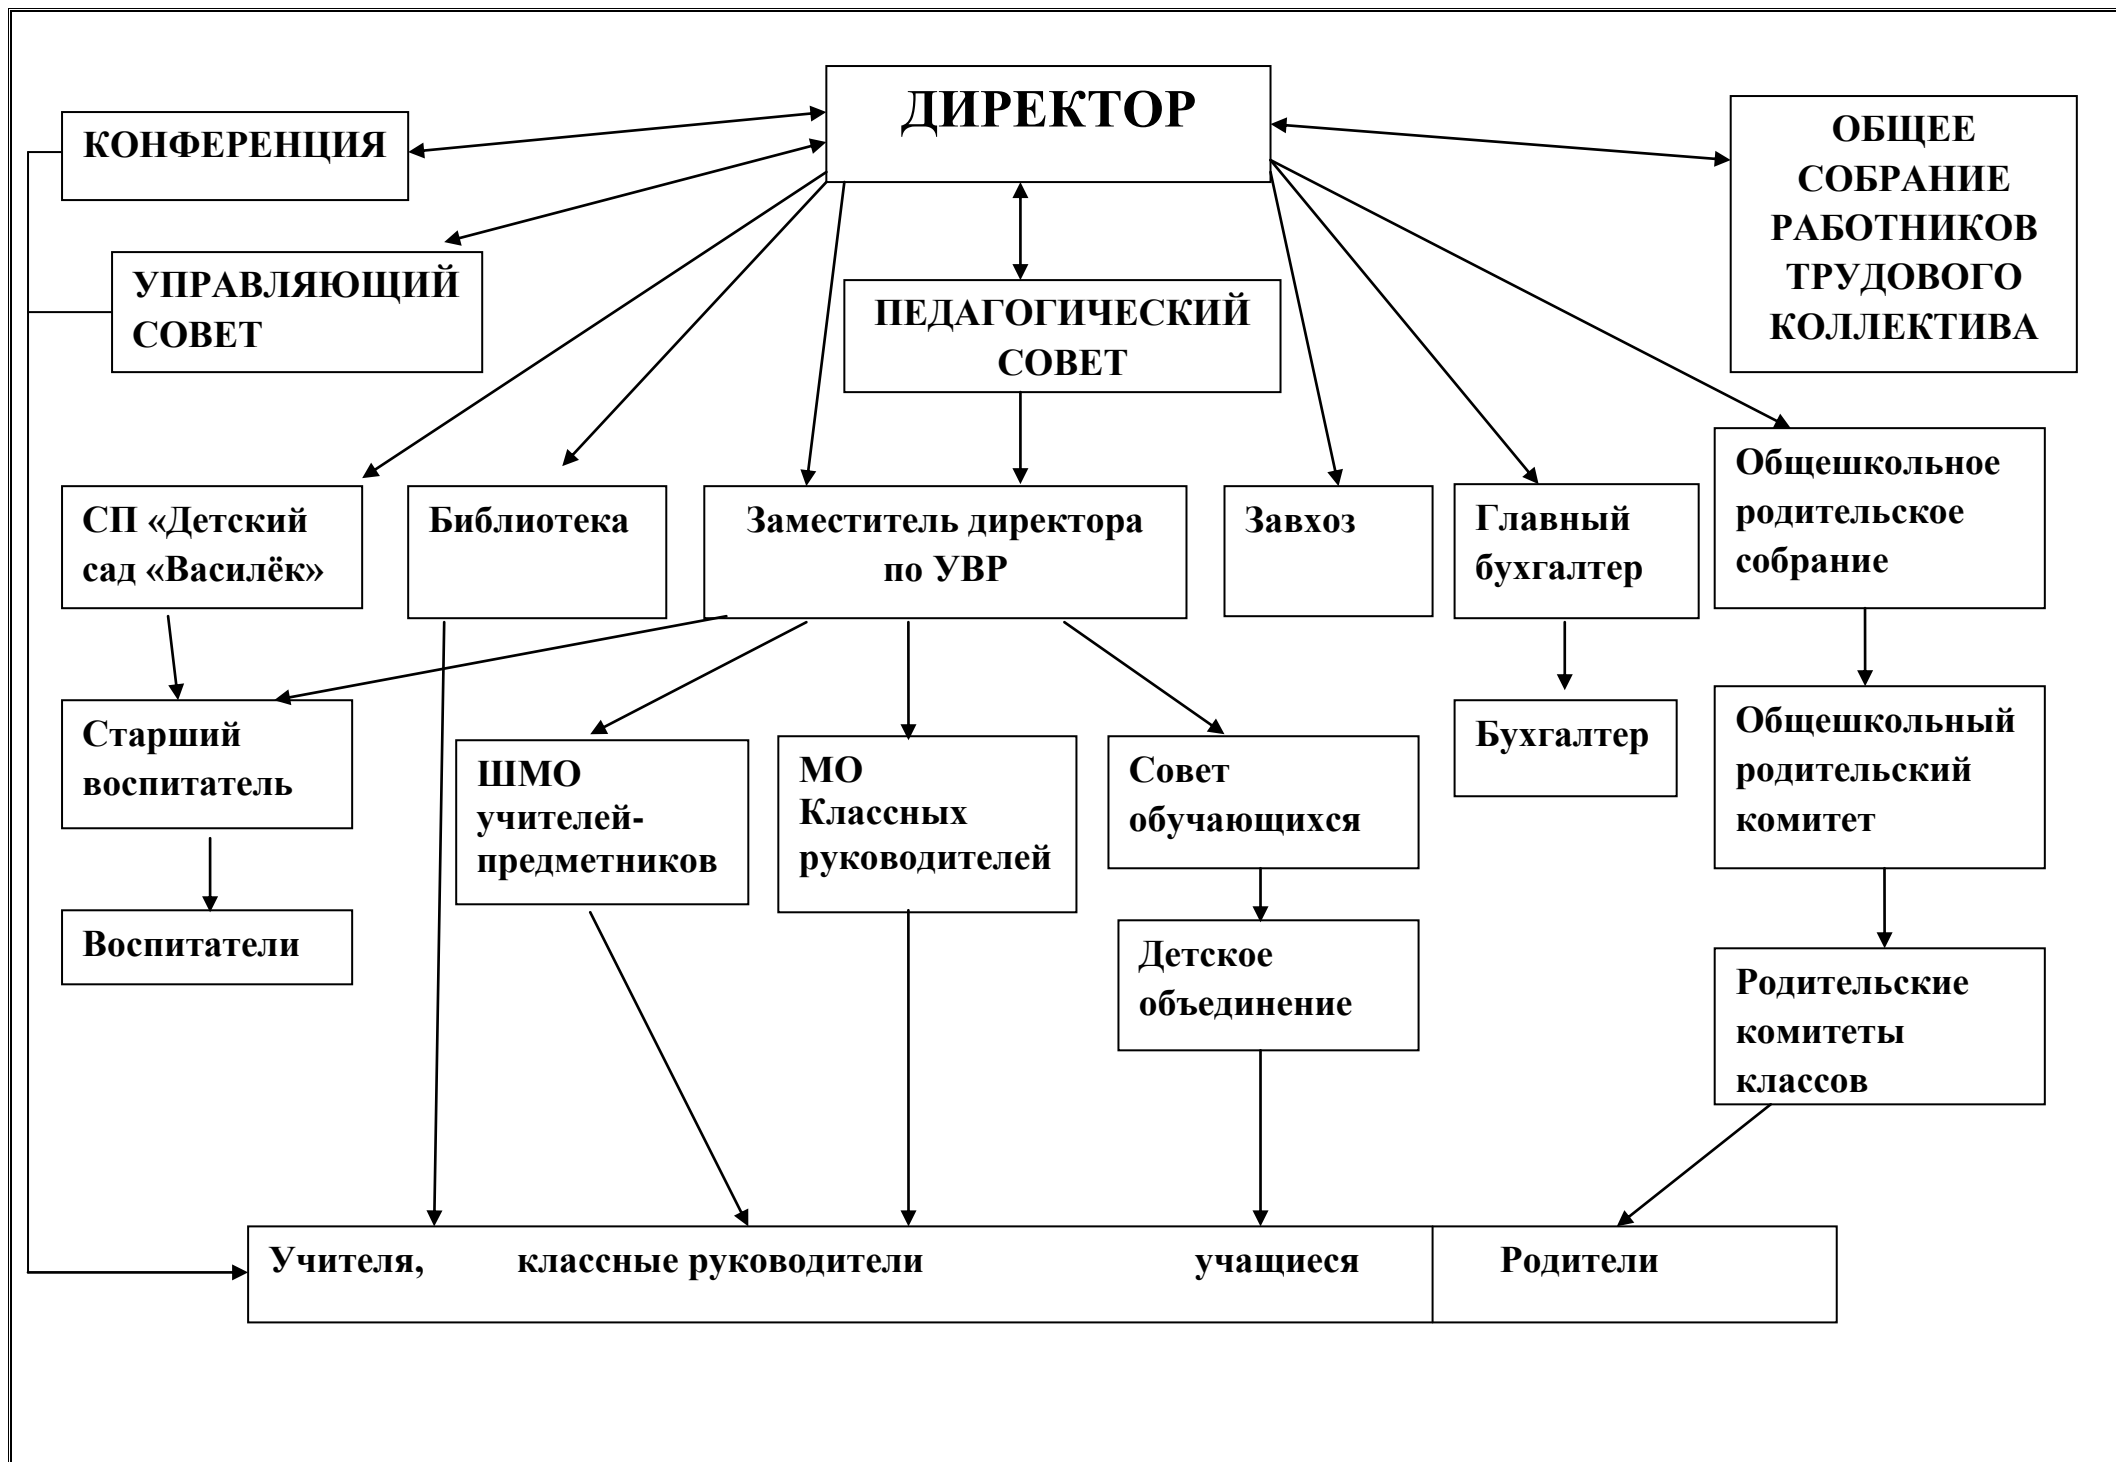 ДИРЕКТОР
КОНФЕРЕНЦИЯ
ОБЩЕЕ
СОБРАНИЕ
РАБОТНИКОВ
ТРУДОВОГО
КОЛЛЕКТИВА
УПРАВЛЯЮЩИЙ
СОВЕТ
ПЕДАГОГИЧЕСКИЙ
СОВЕТ
СП «Детский
сад «Василёк»
Библиотека
Заместитель директора
по УВР
Завхоз
Главный
бухгалтер
Общешкольное
родительское
собрание
Старший
воспитатель
ШМО
учителей-
предметников
МО
Классных
руководителей
Совет
обучающихся
Бухгалтер
Общешкольный
родительский
комитет
Воспитатели
Детское
объединение
Родительские
комитеты
классов
Учителя, классные руководители учащиеся
Родители